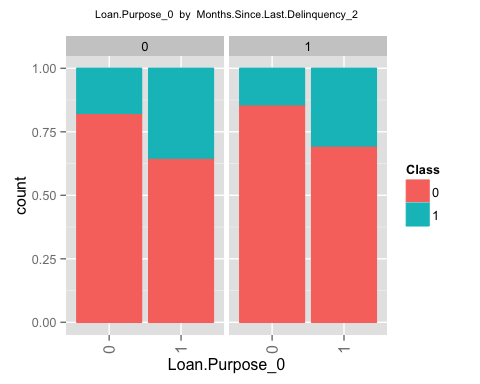 Loan.Purpose_0 by Months.Since.Last.Delinquency_2
0 1
1.00
0.75
0.50
0.25
0.00
count
0 1 0 1
Loan.Purpose_0
Class
0
1